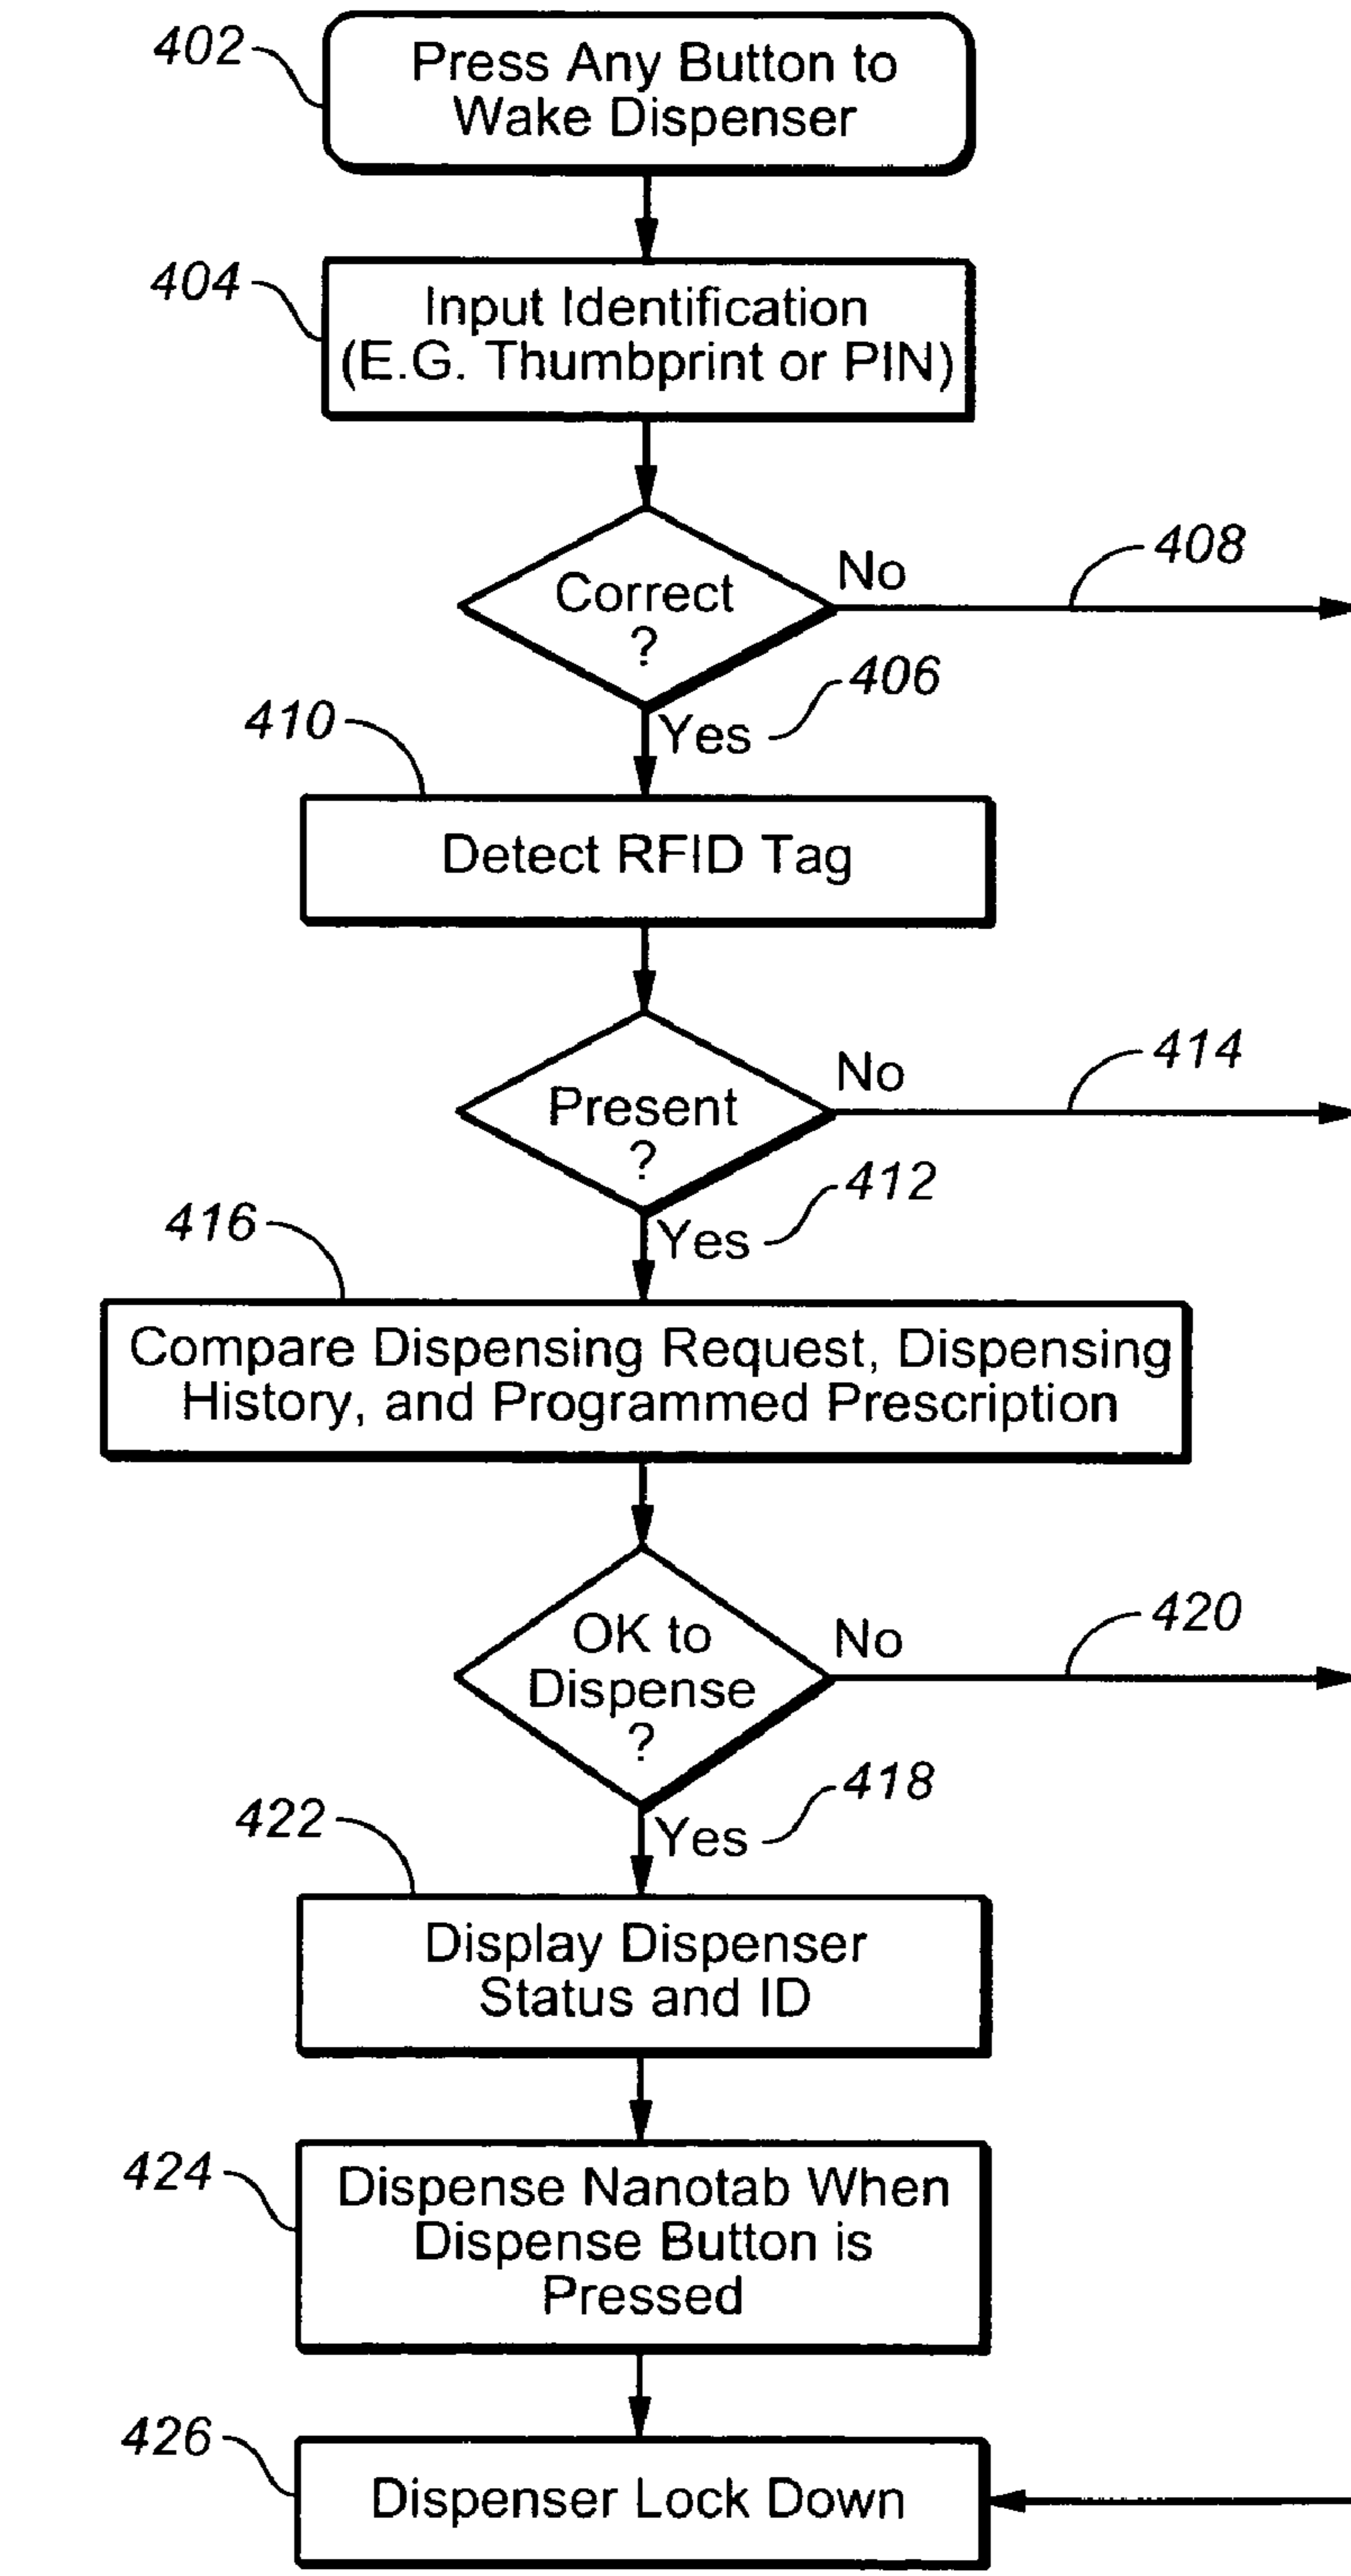 402
Press Any Button to
Wake Dispenser
404
Input Identification
(E.G. Thumbprint or PIN)
Correct
?
No
408
Yes
406
410
Detect RFID Tag
Present
?
No
414
Yes
412
416
Compare Dispensing Request, Dispensing
History, and Programmed Prescription
OK to
Dispense
?
No
420
Yes
418
422
Display Dispenser
Status and ID
424
Dispense Nanotab When
Dispense Button is
Pressed
426
Dispenser Lock Down